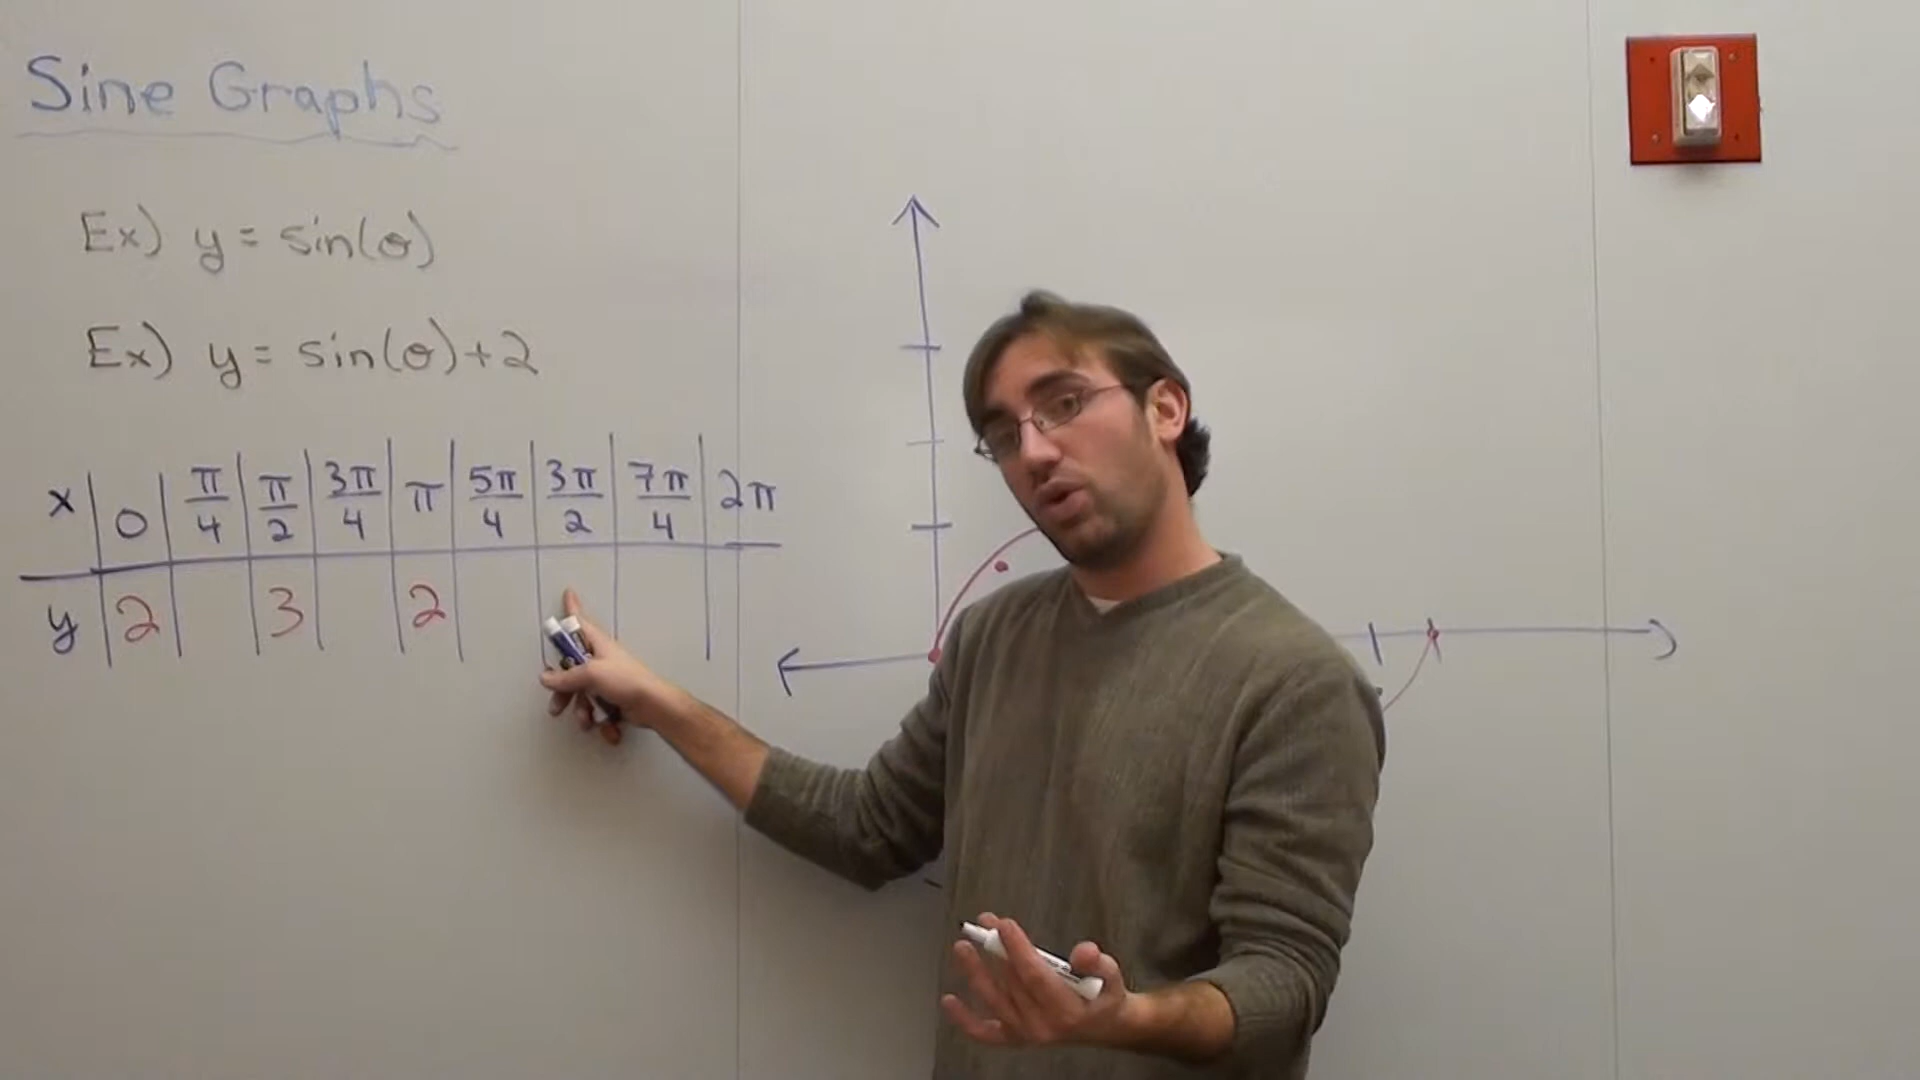 Sine Graphs
Ex) y = sin(θ)
Ex) y = sin(θ)+2
x 0 π/4 π/2 3π/4 π 5π/4 3π/2 7π/4 2π
y 2 3 2